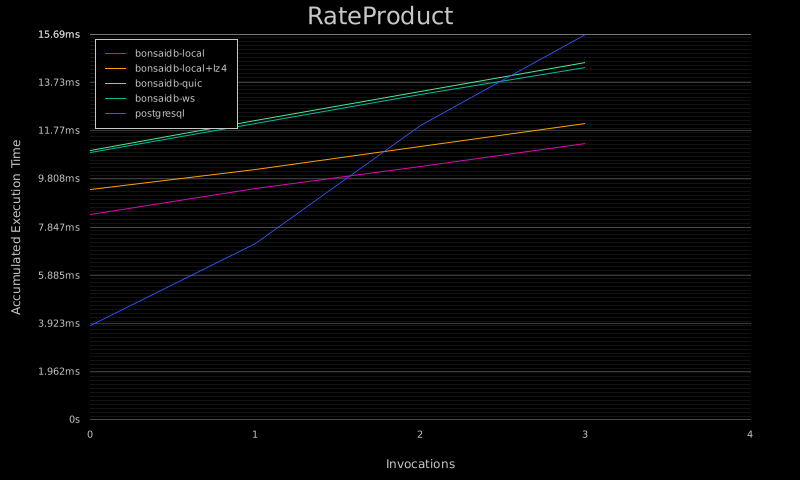 RateProduct
15.69ms
13.73ms
11.77ms
9.808ms
7.847ms
5.885ms
3.923ms
1.962ms
0s
Accumulated Execution Time
bonsaidb-local
bonsaidb-local+lz4
bonsaidb-quic
bonsaidb-ws
postgresql
0 1 2 3 4
Invocations